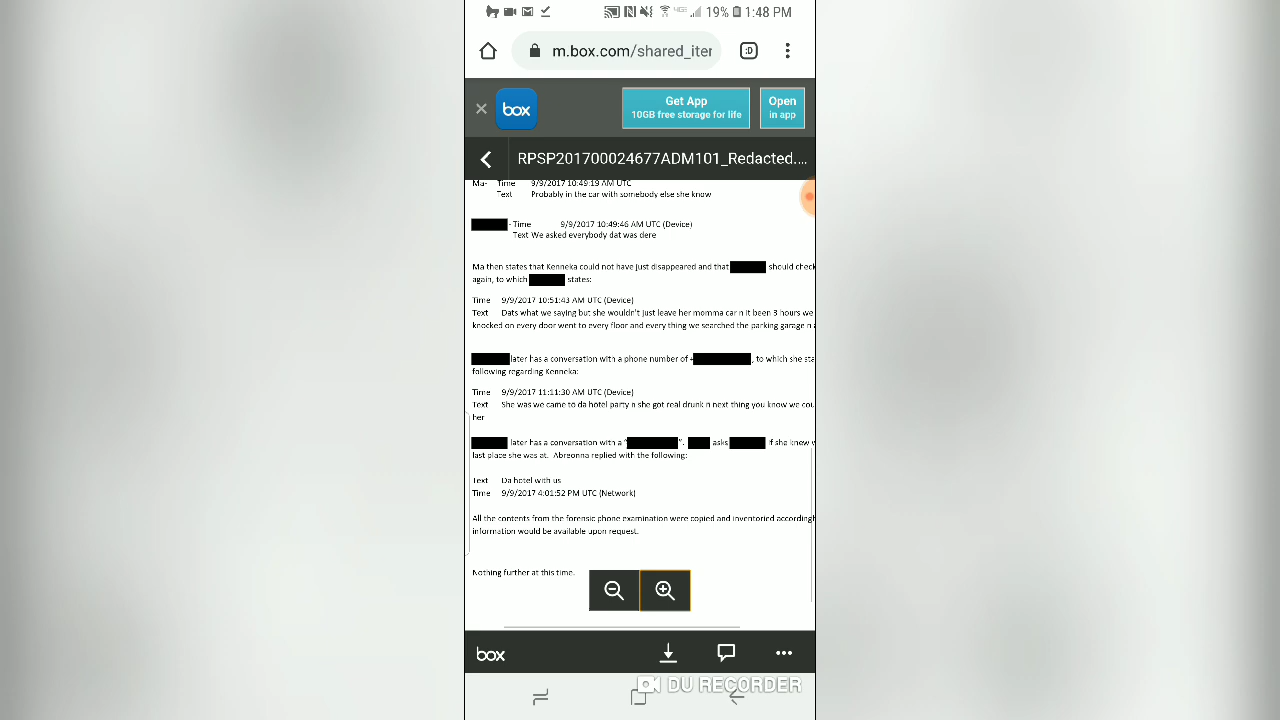 19% 1:48 PM
m.box.com/shared_iter
:D
box
Get App
10GB free storage for life
Open
in app
RPSP201700024677ADM101_Redacted....
Ma- Time 9/9/2017 10:49:19 AM UTC
Text Probably in the car with somebody else she know
- Time 9/9/2017 10:49:46 AM UTC (Device)
Text We asked everybody dat was dere
Ma then states that Kenneka could not have just disappeared and that should check
again, to which states:
Time 9/9/2017 10:51:43 AM UTC (Device)
Text Dats what we saying but she wouldn't just leave her momma car n it been 3 hours we
knocked on every door went to every floor and every thing we searched the parking garage n
later has a conversation with a phone number of , to which she sta
following regarding Kenneka:
Time 9/9/2017 11:11:30 AM UTC (Device)
Text She was we came to da hotel party n she got real drunk n next thing you know we cou
her
later has a conversation with a " ". asks if she knew
last place she was at. Abreonna replied with the following:
Text Da hotel with us
Time 9/9/2017 4:01:52 PM UTC (Network)
All the contents from the forensic phone examination were copied and inventoried accordingl
information would be available upon request.
Nothing further at this time.
box
DU RECORDER